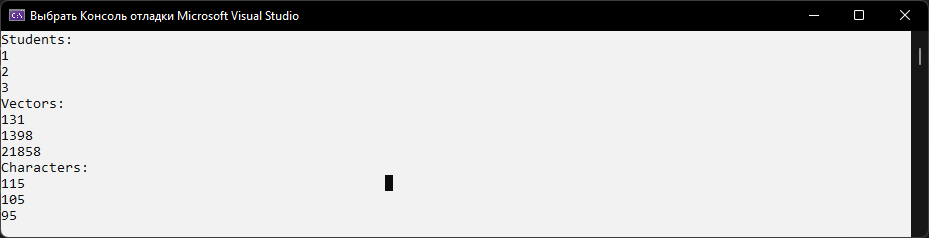 Выбрать Консоль отладки Microsoft Visual Studio
Students:
1
2
3
Vectors:
131
1398
21858
Characters:
115
105
95